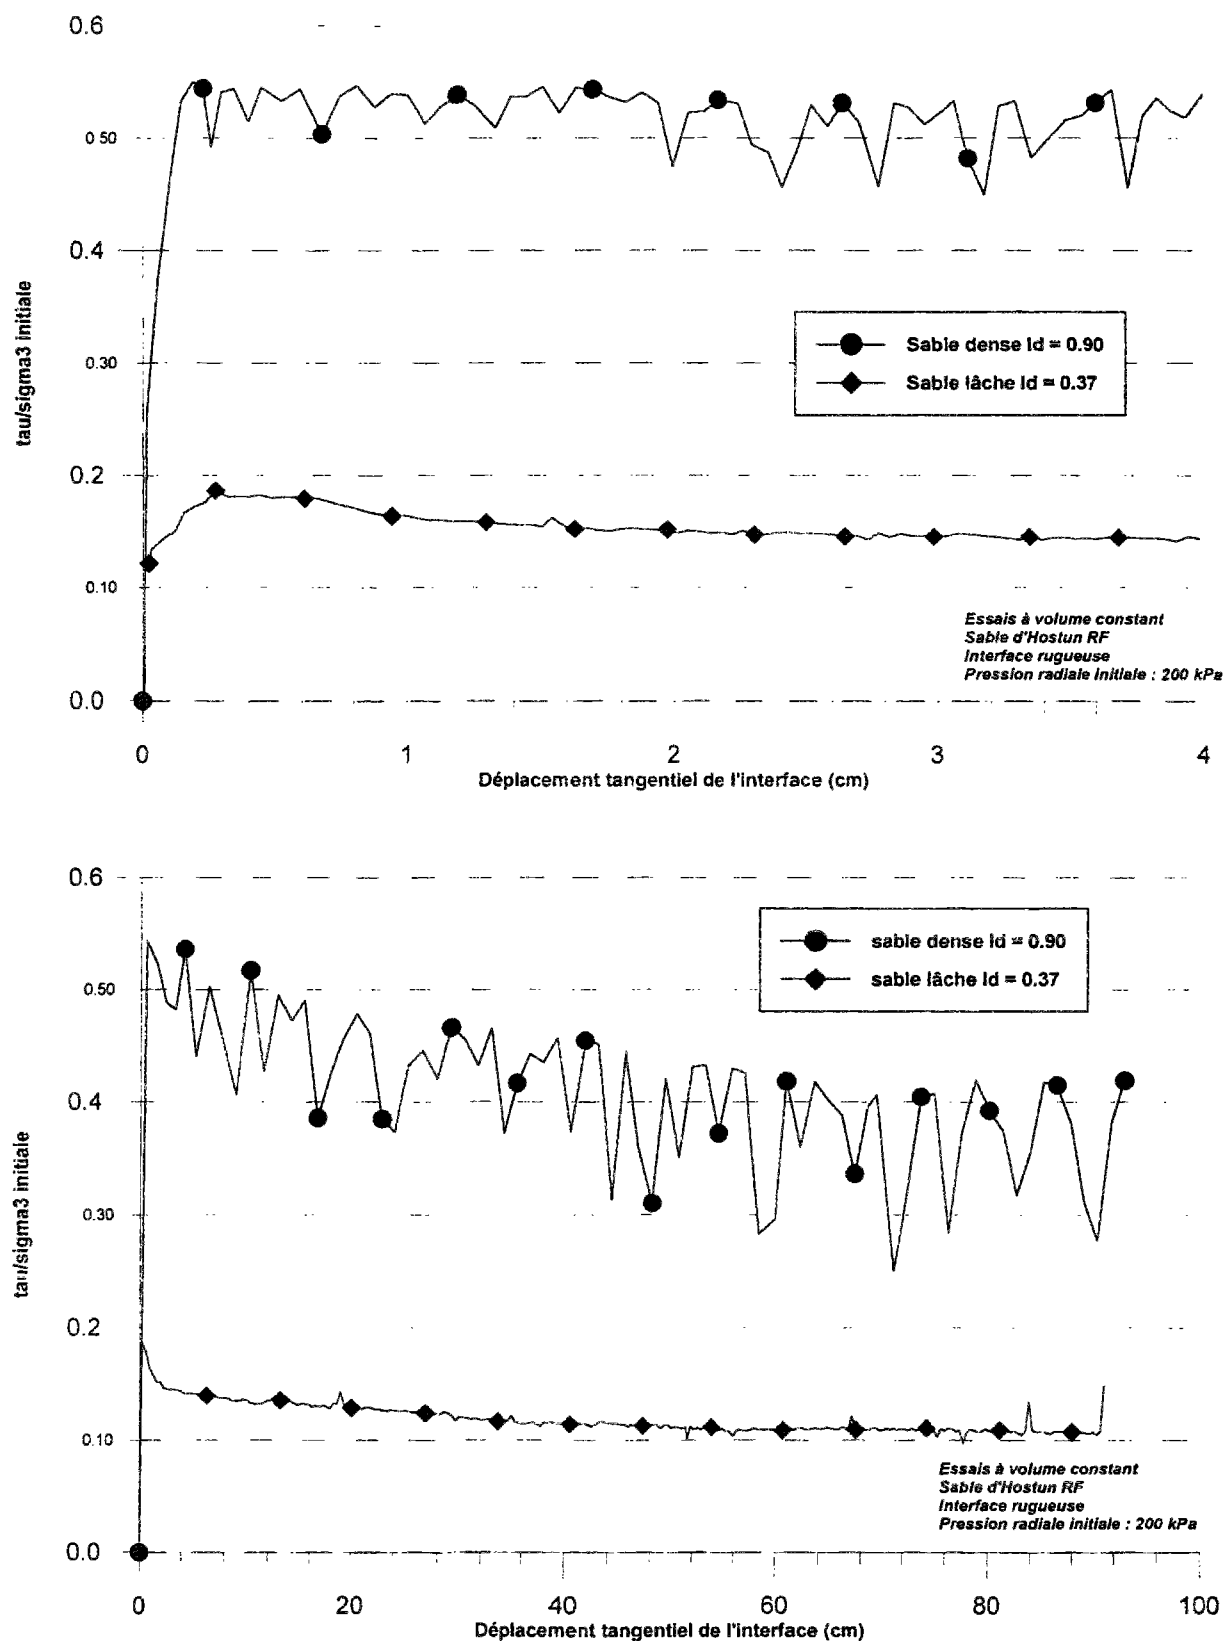 0.6
0.50
0.4
0.30
0.2
0.10
0.0
tau/sigma3 initiale
Sable dense Id = 0.90
Sable lâche Id = 0.37
Essais à volume constant
Sable d'Hostun RF
Interface rugueuse
Pression radiale initiale : 200 kPa
0 1 2 3 4
Déplacement tangentiel de l'interface (cm)
0.6
0.50
0.4
0.30
0.2
0.10
0.0
tau/sigma3 initiale
sable dense Id = 0.90
sable lâche Id = 0.37
Essais à volume constant
Sable d'Hostun RF
Interface rugueuse
Pression radiale initiale : 200 kPa
0 20 40 60 80 100
Déplacement tangentiel de l'interface (cm)